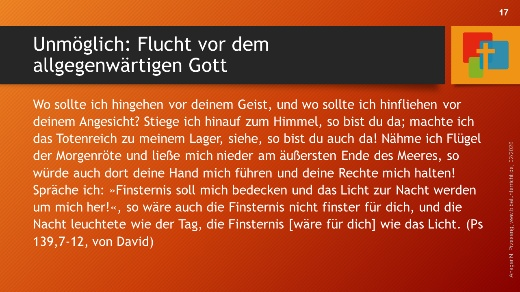 17
Unmöglich: Flucht vor dem
allgegenwärtigen Gott
Wo sollte ich hingehen vor deinem Geist, und wo sollte ich hinfliehen vor
deinem Angesicht? Stiege ich hinauf zum Himmel, so bist du da; machte ich
das Totenreich zu meinem Lager, siehe, so bist du auch da! Nähme ich Flügel
der Morgenröte und ließe mich nieder am äußersten Ende des Meeres, so
würde auch dort deine Hand mich führen und deine Rechte mich halten!
Spräche ich: »Finsternis soll mich bedecken und das Licht zur Nacht werden
um mich her!«, so wäre auch die Finsternis nicht finster für dich, und die
Nacht leuchtete wie der Tag, die Finsternis [wäre für dich] wie das Licht. (Ps
139,7-12, von David)